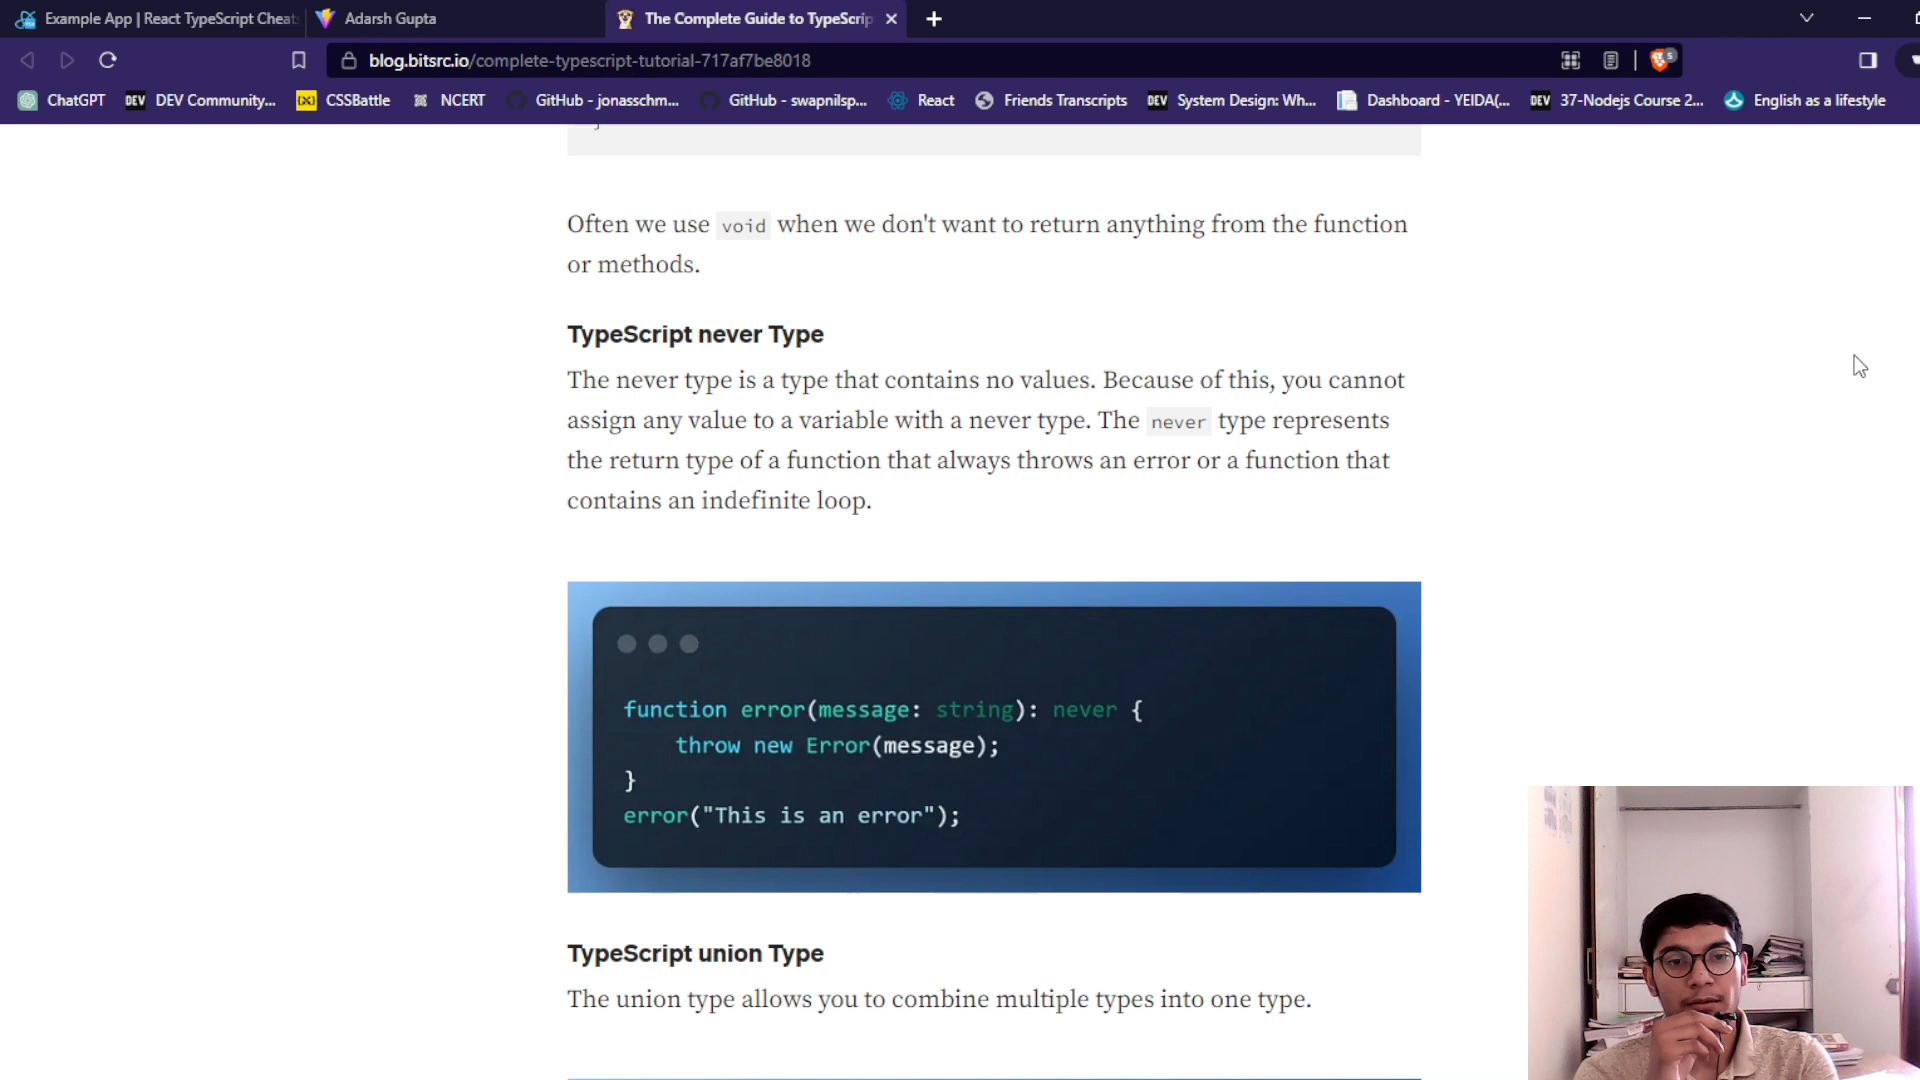 Example App | React TypeScript Cheat
Adarsh Gupta
The Complete Guide to TypeScrip
blog.bitsrc.io/complete-typescript-tutorial-717af7be8018
5
ChatGPT
DEV DEV Community...
CSSBattle
NCERT
GitHub - jonasschm...
GitHub - swapnilsp...
React
Friends Transcripts
DEV System Design: Wh...
Dashboard - YEIDA(...
DEV 37-Nodejs Course 2...
English as a lifestyle
}
Often we use void when we don't want to return anything from the function
or methods.
TypeScript never Type
The never type is a type that contains no values. Because of this, you cannot
assign any value to a variable with a never type. The never type represents
the return type of a function that always throws an error or a function that
contains an indefinite loop.
function error(message: string): never {
throw new Error(message);
}
error("This is an error");
TypeScript union Type
The union type allows you to combine multiple types into one type.